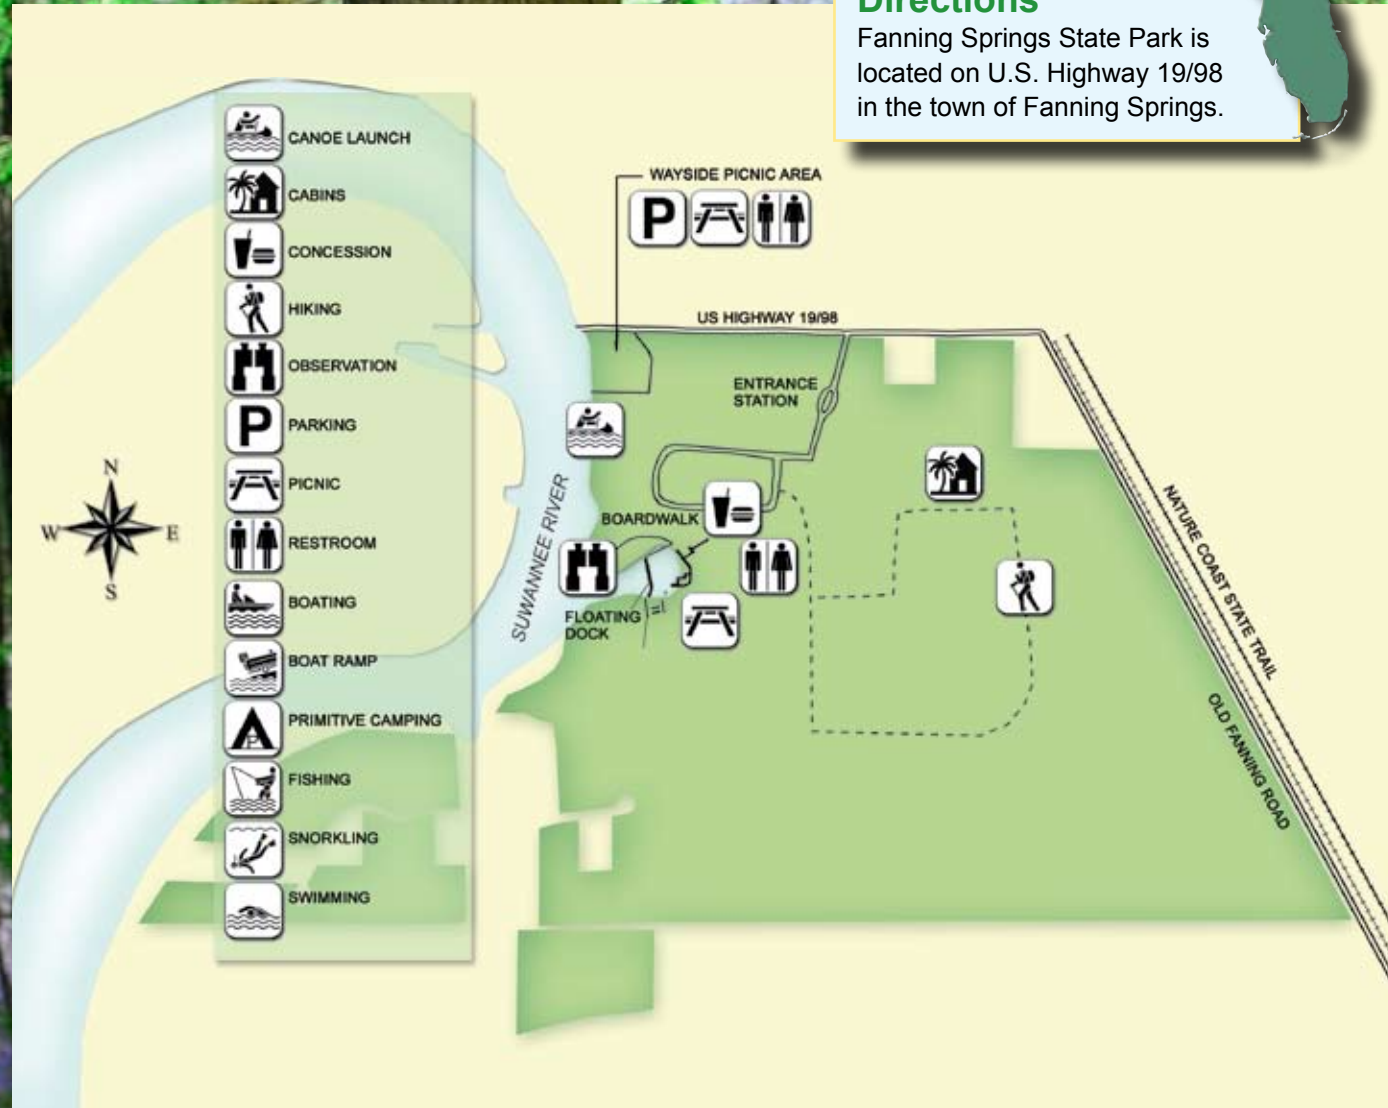 Directions
Fanning Springs State Park is
located on U.S. Highway 19/98
in the town of Fanning Springs.
CANOE LAUNCH
CABINS
CONCESSION
HIKING
OBSERVATION
P
PARKING
PICNIC
RESTROOM
BOATING
BOAT RAMP
P
PRIMITIVE CAMPING
FISHING
SNORKLING
SWIMMING
N
W
E
S
WAYSIDE PICNIC AREA
P
US HIGHWAY 19/98
ENTRANCE
STATION
SUWANNEE RIVER
BOARDWALK
FLOATING
DOCK
NATURE COAST STATE TRAIL
OLD FANNING ROAD